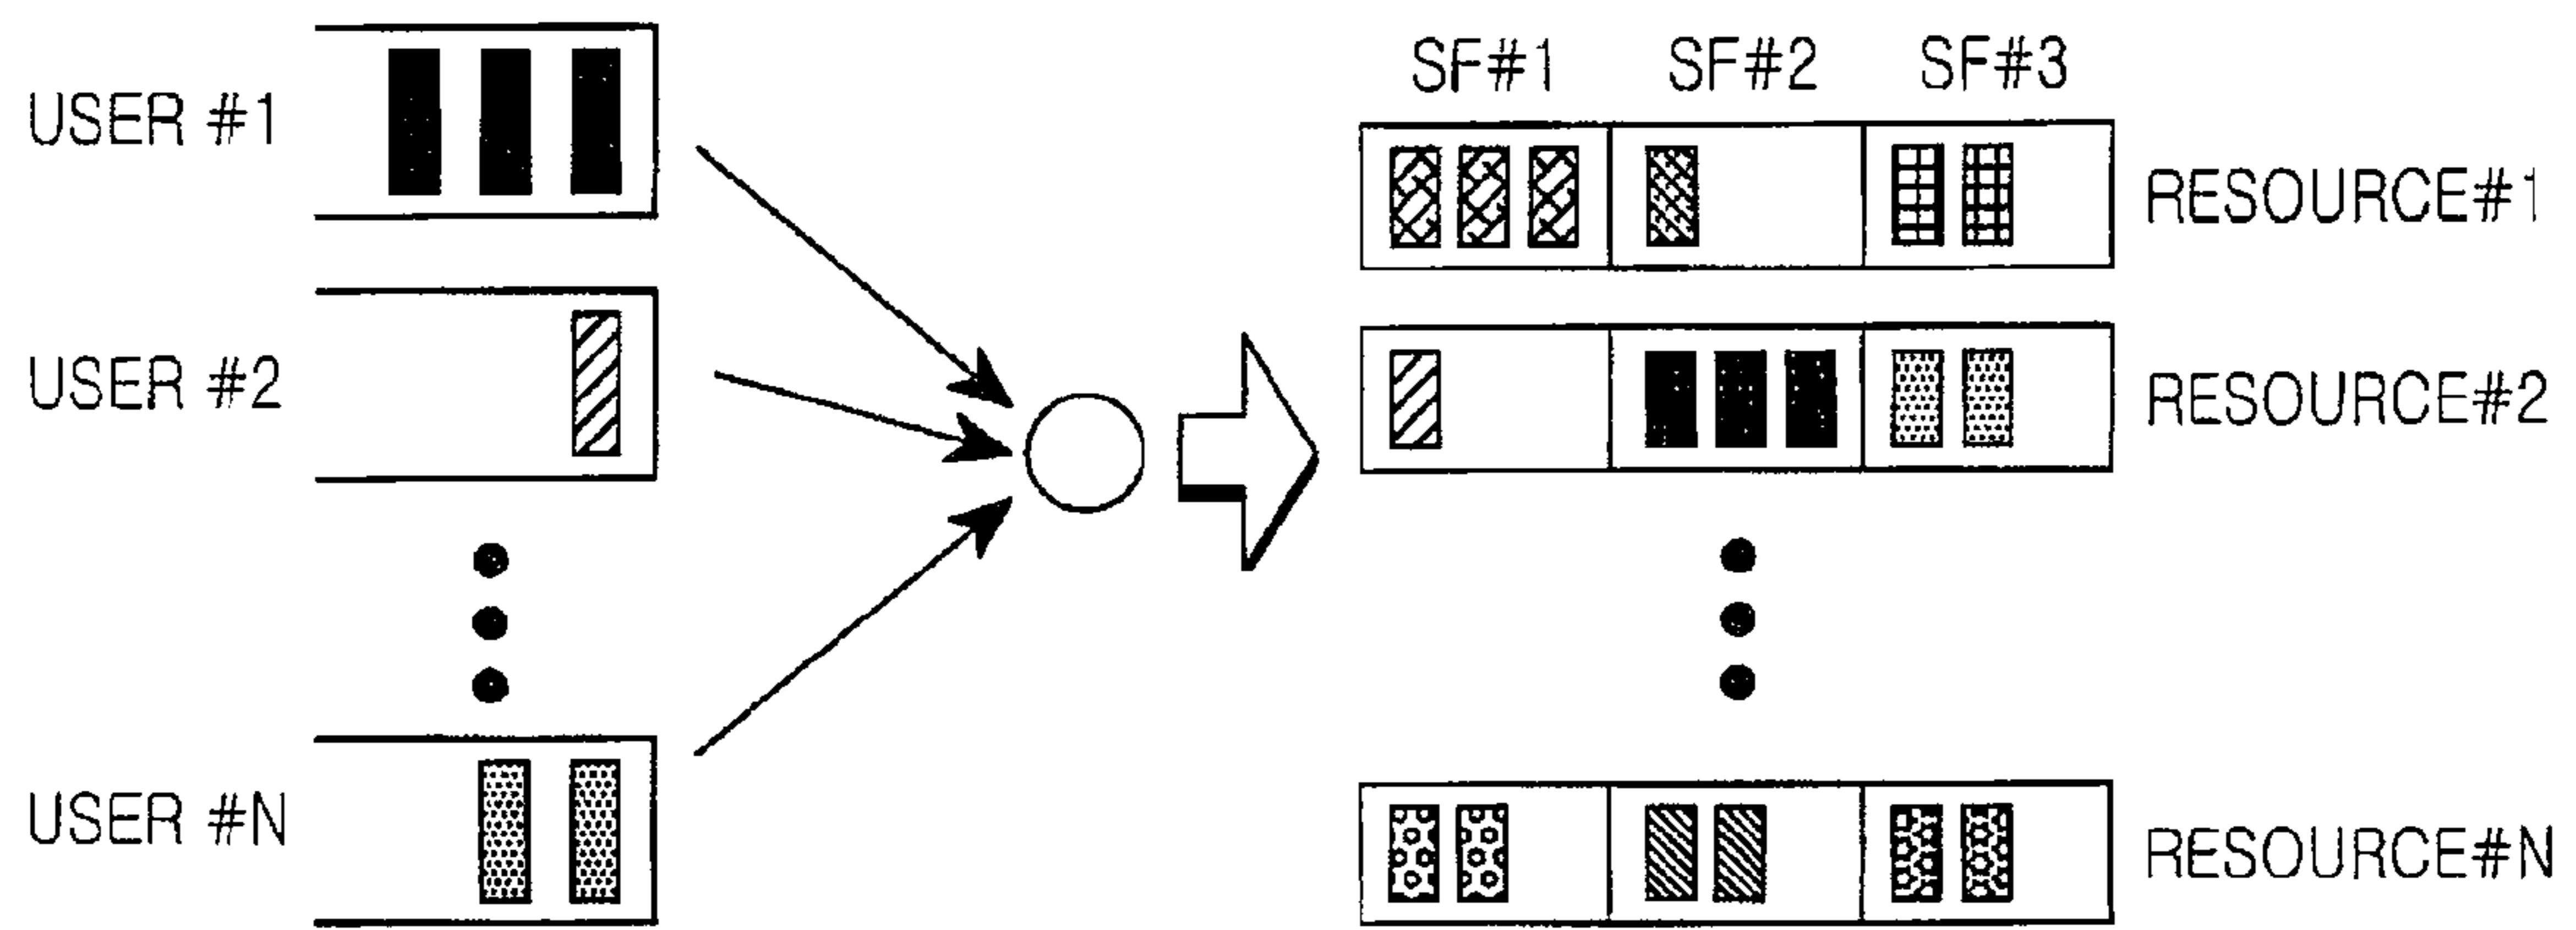 SF#1 SF#2 SF#3
USER #1
RESOURCE#1
USER #2
RESOURCE#2
USER #N
RESOURCE#N